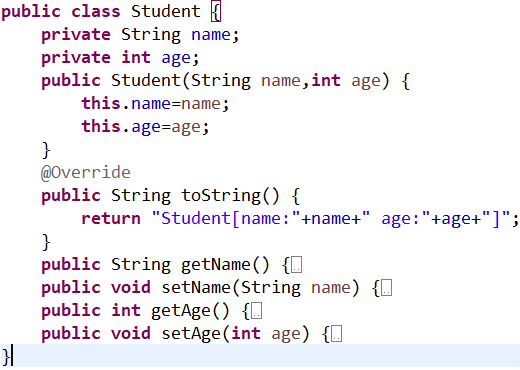 public class Student {
    private String name;
    private int age;
    public Student(String name,int age) {
        this.name=name;
        this.age=age;
    }
    @Override
    public String toString() {
        return "Student[name:"+name+" age:"+age+"]";
    }
    public String getName() {
    public void setName(String name) {
    public int getAge() {
    public void setAge(int age) {
}